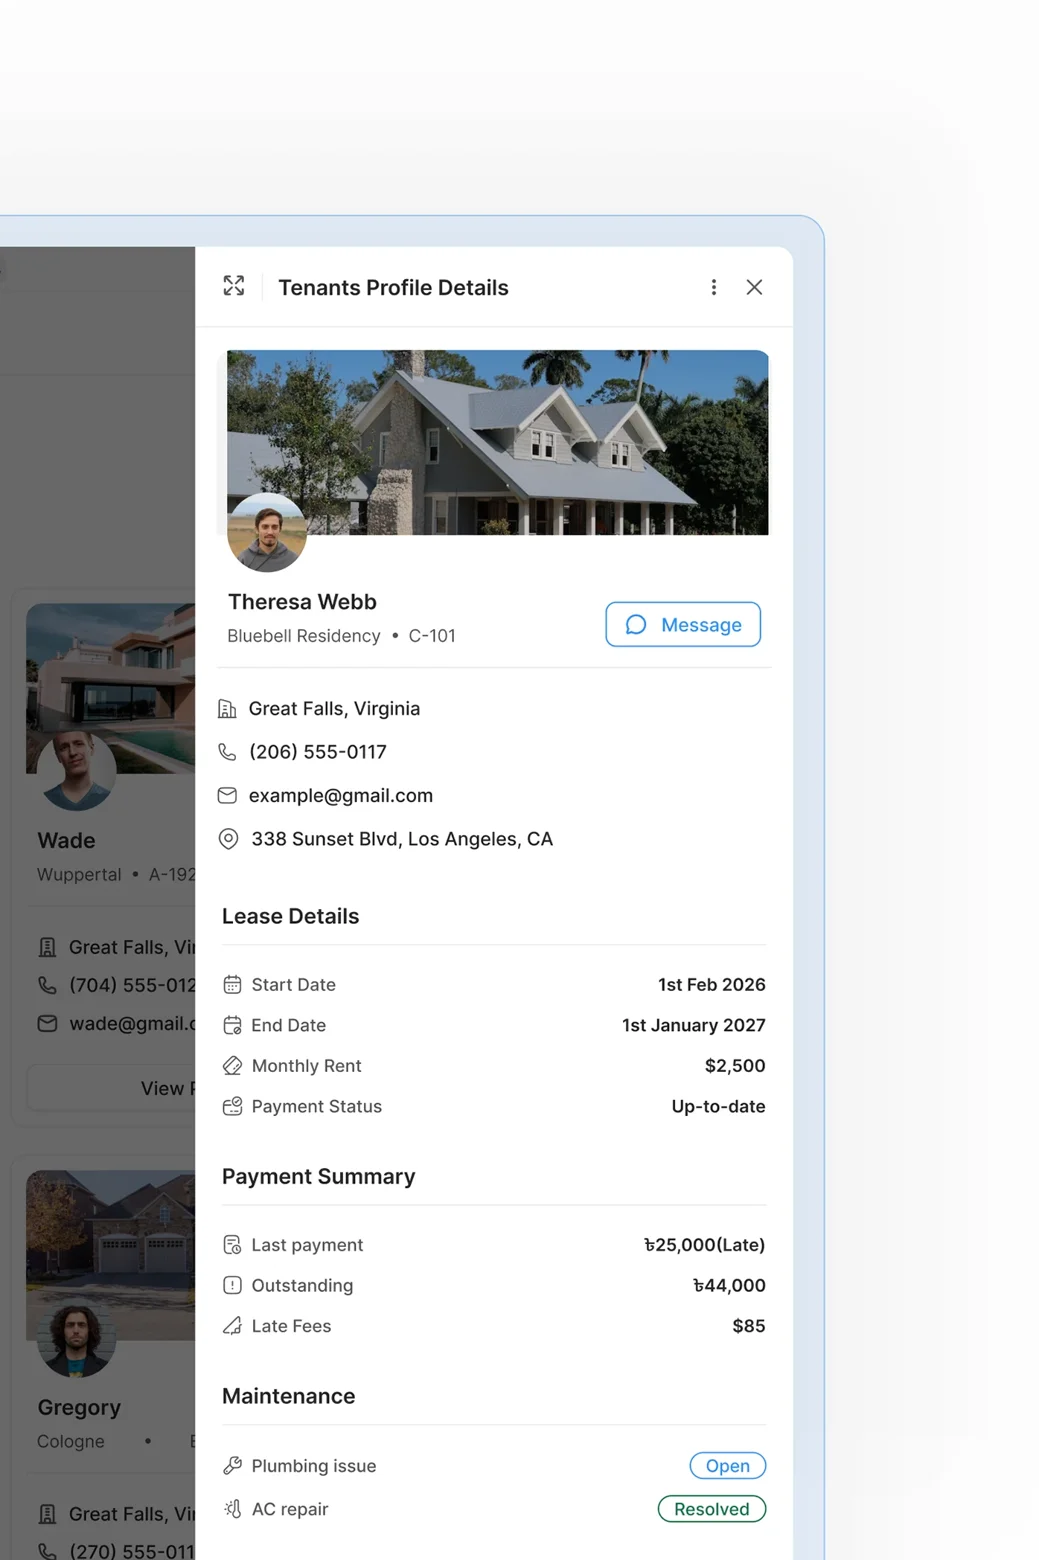 Tenants Profile Details
Theresa Webb
Bluebell Residency • C-101
Message
Great Falls, Virginia
(206) 555-0117
example@gmail.com
338 Sunset Blvd, Los Angeles, CA
Lease Details
Start Date 1st Feb 2026
End Date 1st January 2027
Monthly Rent $2,500
Payment Status Up-to-date
Payment Summary
Last payment ৳25,000(Late)
Outstanding ৳44,000
Late Fees $85
Maintenance
Plumbing issue Open
AC repair Resolved
Wade
Wuppertal • A-192
Great Falls, Vi
(704) 555-012
wade@gmail.c
View
Gregory
Cologne •
Great Falls, Vi
(270) 555-011